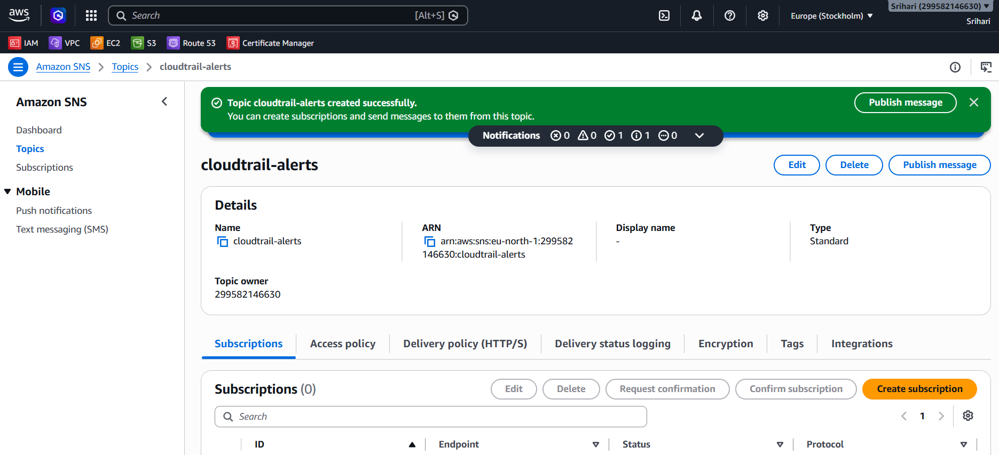 aws
Search
[Alt+S]
Europe (Stockholm)
Srihari (299582146630)
Srihari
IAM
VPC
EC2
S3
Route 53
Certificate Manager
Amazon SNS
Topics
cloudtrail-alerts
Amazon SNS
Dashboard
Topics
Subscriptions
Mobile
Push notifications
Text messaging (SMS)
Topic cloudtrail-alerts created successfully.
You can create subscriptions and send messages to them from this topic.
Publish message
Notifications 0 0 1 1 0
cloudtrail-alerts
Edit
Delete
Publish message
Details
Name
cloudtrail-alerts
ARN
arn:aws:sns:eu-north-1:299582
146630:cloudtrail-alerts
Display name
-
Type
Standard
Topic owner
299582146630
Subscriptions
Access policy
Delivery policy (HTTP/S)
Delivery status logging
Encryption
Tags
Integrations
Subscriptions (0)
Edit
Delete
Request confirmation
Confirm subscription
Create subscription
Search
1
ID
Endpoint
Status
Protocol